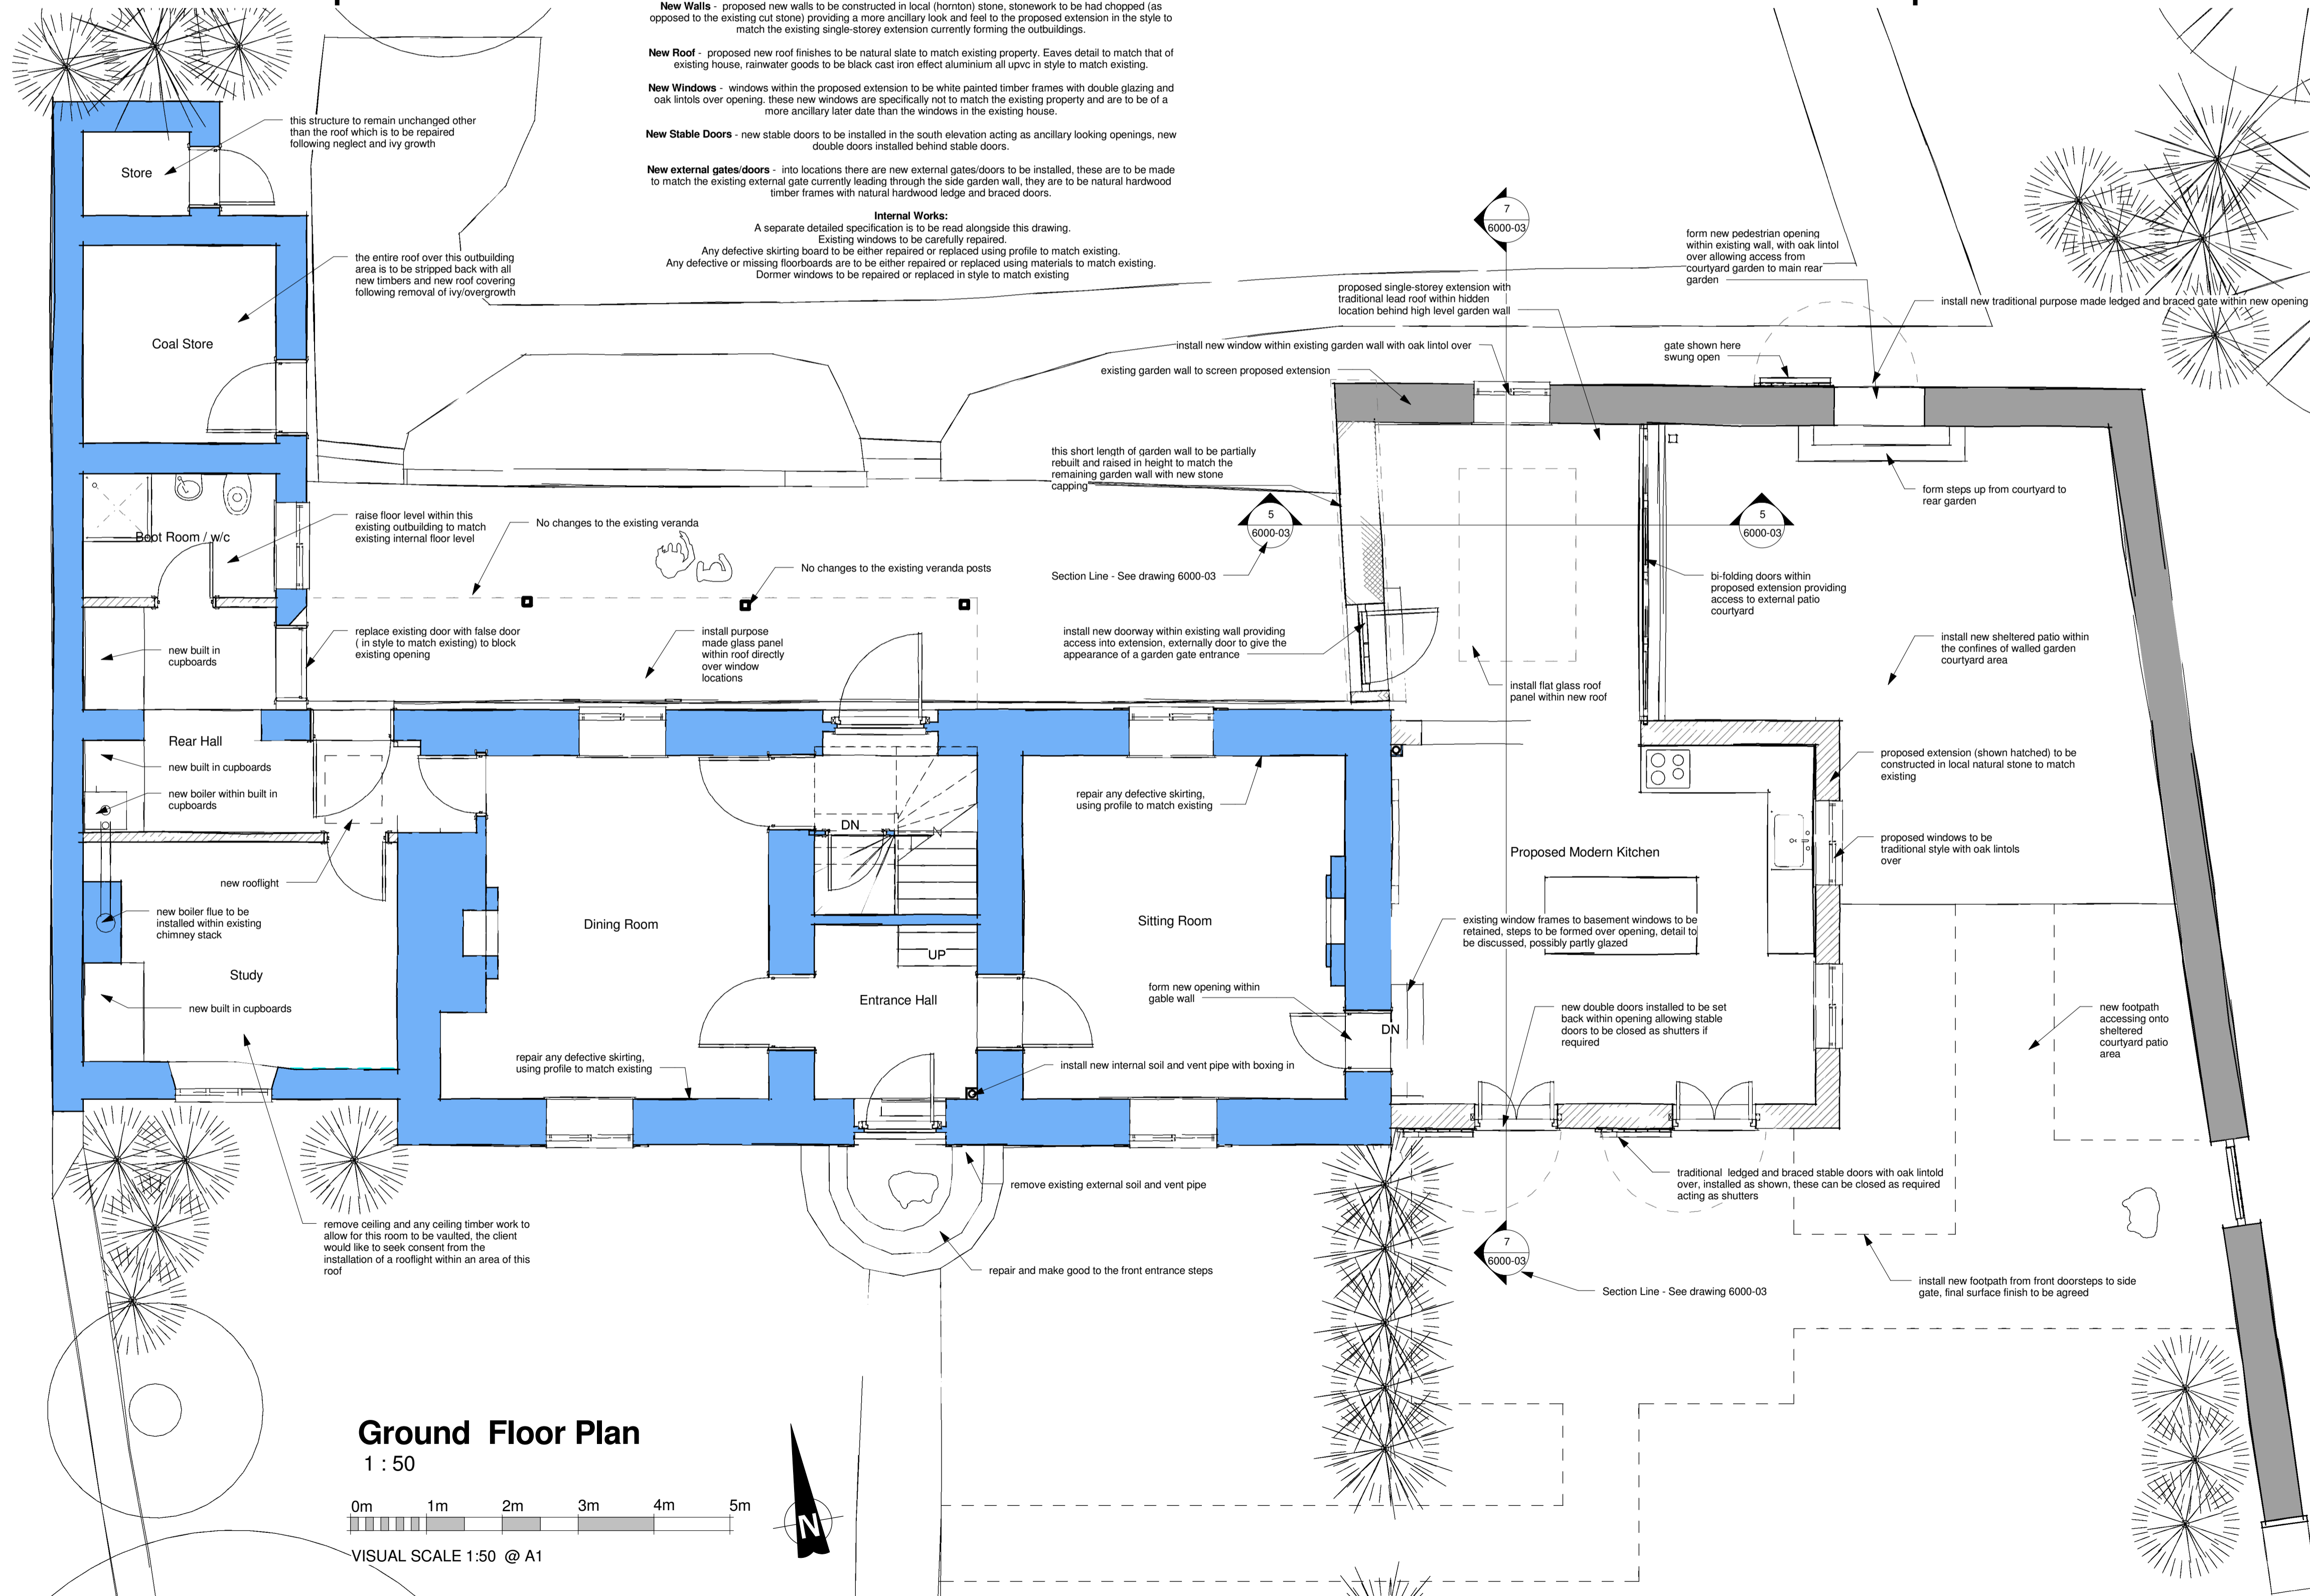 New Walls - proposed new walls to be constructed in local (hornton) stone, stonework to be had chopped (as
opposed to the existing cut stone) providing a more ancillary look and feel to the proposed extension in the style to
match the existing single-storey extension currently forming the outbuildings.
New Roof - proposed new roof finishes to be natural slate to match existing property. Eaves detail to match that of
existing house, rainwater goods to be black cast iron effect aluminium all upvc in style to match existing.
New Windows - windows within the proposed extension to be white painted timber frames with double glazing and
oak lintols over opening. these new windows are specifically not to match the existing property and are to be of a
more ancillary later date than the windows in the existing house.
New Stable Doors - new stable doors to be installed in the south elevation acting as ancillary looking openings, new
double doors installed behind stable doors.
New external gates/doors - into locations there are new external gates/doors to be installed, these are to be made
to match the existing external gate currently leading through the side garden wall, they are to be natural hardwood
timber frames with natural hardwood ledge and braced doors.
Internal Works:
A separate detailed specification is to be read alongside this drawing.
Existing windows to be carefully repaired.
Any defective skirting board to be either repaired or replaced using profile to match existing.
Any defective or missing floorboards are to be either repaired or replaced using materials to match existing.
Dormer windows to be repaired or replaced in style to match existing
this structure to remain unchanged other
than the roof which is to be repaired
following neglect and ivy growth
Store
the entire roof over this outbuilding
area is to be stripped back with all
new timbers and new roof covering
following removal of ivy/overgrowth
Coal Store
7
6000-03
form new pedestrian opening
within existing wall, with oak lintol
over allowing access from
courtyard garden to main rear
garden
install new traditional purpose made ledged and braced gate within new opening
proposed single-storey extension with
traditional lead roof within hidden
location behind high level garden wall
install new window within existing garden wall with oak lintol over
gate shown here
swung open
existing garden wall to screen proposed extension
this short length of garden wall to be partially
rebuilt and raised in height to match the
remaining garden wall with new stone
capping
form steps up from courtyard to
rear garden
5
6000-03
5
6000-03
Section Line - See drawing 6000-03
raise floor level within this
existing outbuilding to match
existing internal floor level
Boot Room / w/c
No changes to the existing veranda
No changes to the existing veranda posts
bi-folding doors within
proposed extension providing
access to external patio
courtyard
new built in
cupboards
replace existing door with false door
( in style to match existing) to block
existing opening
install purpose
made glass panel
within roof directly
over window
locations
install new doorway within existing wall providing
access into extension, externally door to give the
appearance of a garden gate entrance
install new sheltered patio within
the confines of walled garden
courtyard area
install flat glass roof
panel within new roof
Rear Hall
new built in cupboards
new boiler within built in
cupboards
repair any defective skirting,
using profile to match existing
proposed extension (shown hatched) to be
constructed in local natural stone to match
existing
DN
proposed windows to be
traditional style with oak lintols
over
Proposed Modern Kitchen
new rooflight
new boiler flue to be
installed within existing
chimney stack
Dining Room
Sitting Room
existing window frames to basement windows to be
retained, steps to be formed over opening, detail to
be discussed, possibly partly glazed
UP
Study
new built in cupboards
Entrance Hall
form new opening within
gable wall
DN
new double doors installed to be set
back within opening allowing stable
doors to be closed as shutters if
required
new footpath
accessing onto
sheltered
courtyard patio
area
repair any defective skirting,
using profile to match existing
install new internal soil and vent pipe with boxing in
remove existing external soil and vent pipe
traditional ledged and braced stable doors with oak lintold
over, installed as shown, these can be closed as required
acting as shutters
remove ceiling and any ceiling timber work to
allow for this room to be vaulted, the client
would like to seek consent from the
installation of a rooflight within an area of this
roof
repair and make good to the front entrance steps
7
6000-03
Section Line - See drawing 6000-03
install new footpath from front doorsteps to side
gate, final surface finish to be agreed
Ground Floor Plan
1 : 50
0m 1m 2m 3m 4m 5m
VISUAL SCALE 1:50 @ A1
N